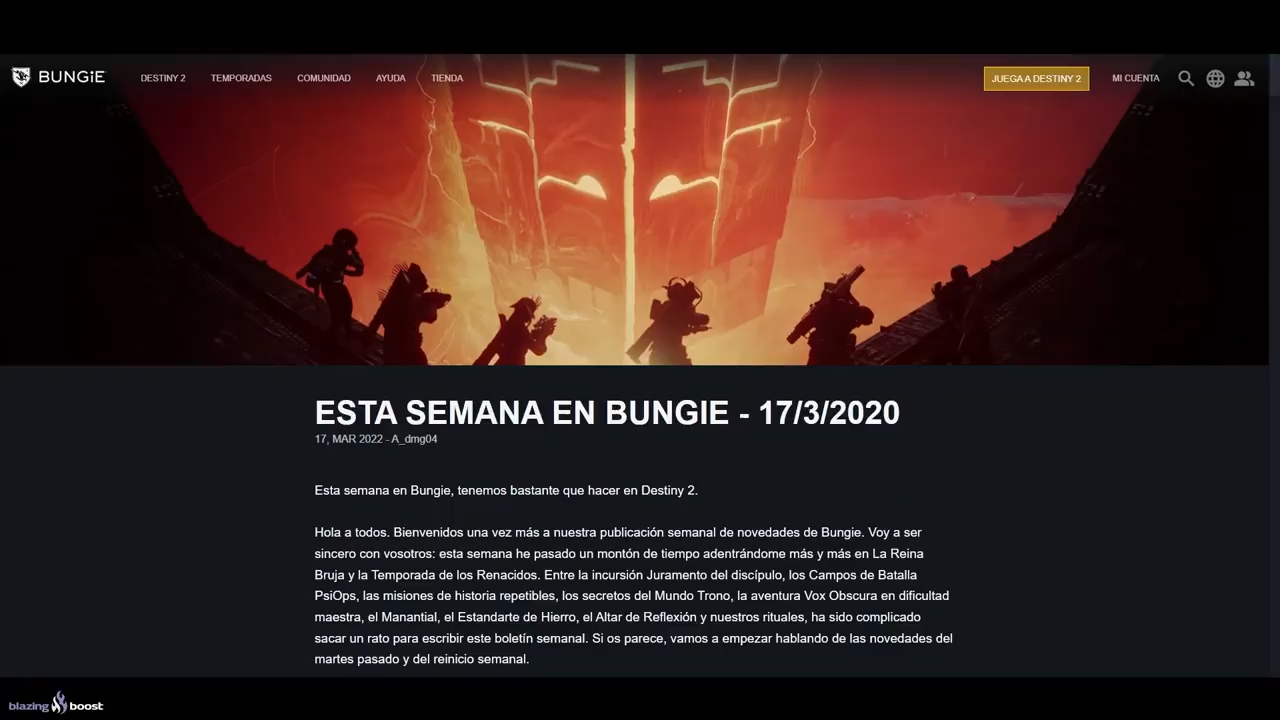 BUNGiE
DESTINY 2 TEMPORADAS COMUNIDAD AYUDA TIENDA JUEGA A DESTINY 2 MI CUENTA
ESTA SEMANA EN BUNGIE - 17/3/2020
17, MAR 2022 - A_dmg04
Esta semana en Bungie, tenemos bastante que hacer en Destiny 2.
Hola a todos. Bienvenidos una vez más a nuestra publicación semanal de novedades de Bungie. Voy a ser
sincero con vosotros: esta semana he pasado un montón de tiempo adentrándome más y más en La Reina
Bruja y la Temporada de los Renacidos. Entre la incursión Juramento del discípulo, los Campos de Batalla
PsiOps, las misiones de historia repetibles, los secretos del Mundo Trono, la aventura Vox Obscura en dificultad
maestra, el Manantial, el Estandarte de Hierro, el Altar de Reflexión y nuestros rituales, ha sido complicado
sacar un rato para escribir este boletín semanal. Si os parece, vamos a empezar hablando de las novedades del
martes pasado y del reinicio semanal.
blazing boost